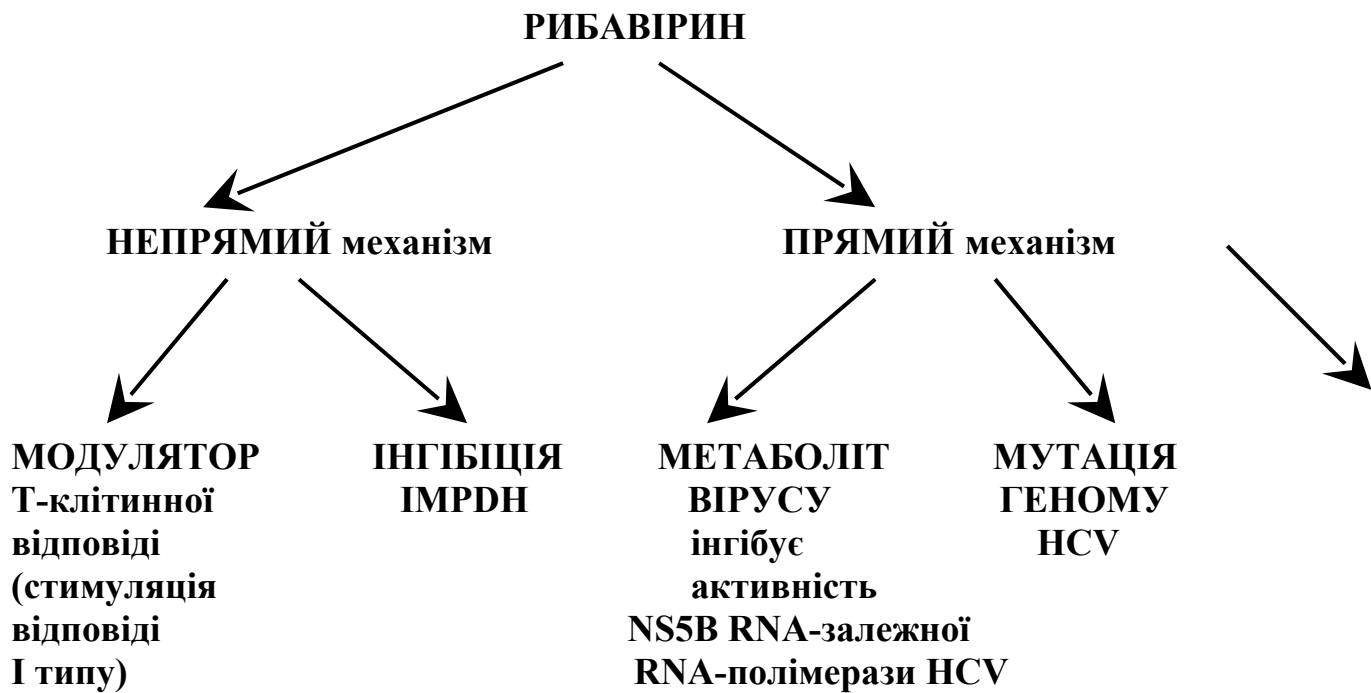 РИБАВІРИН
НЕПРЯМИЙ механізм
ПРЯМИЙ механізм
МОДУЛЯТОР
Т-клітинної
відповіді
(стимуляція
відповіді
І типу)
ІНГІБІЦІЯ
IMPDH
МЕТАБОЛІТ
ВІРУСУ
інгібує
активність
NS5B RNA-залежної
RNA-полімерази HCV
МУТАЦІЯ
ГЕНОМУ
HCV